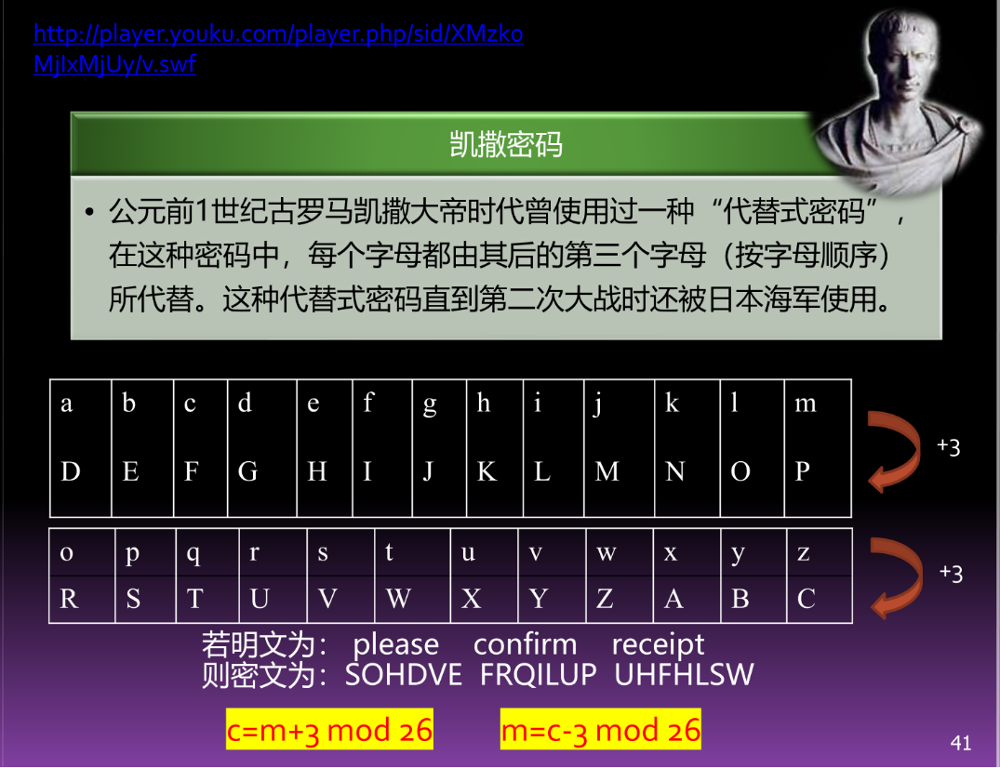 http://player.youku.com/player.php/sid/XMzko
MjIxMjUy/v.swf
凯撒密码
• 公元前1世纪古罗马凯撒大帝时代曾使用过一种“代替式密码”，
在这种密码中，每个字母都由其后的第三个字母（按字母顺序）
所代替。这种代替式密码直到第二次大战时还被日本海军使用。
a b c d e f g h i j k l m
D E F G H I J K L M N O P
+3
o p q r s t u v w x y z
R S T U V W X Y Z A B C
+3
若明文为： please confirm receipt
则密文为：SOHDVE FRQILUP UHFHLSW
c=m+3 mod 26 m=c-3 mod 26
41